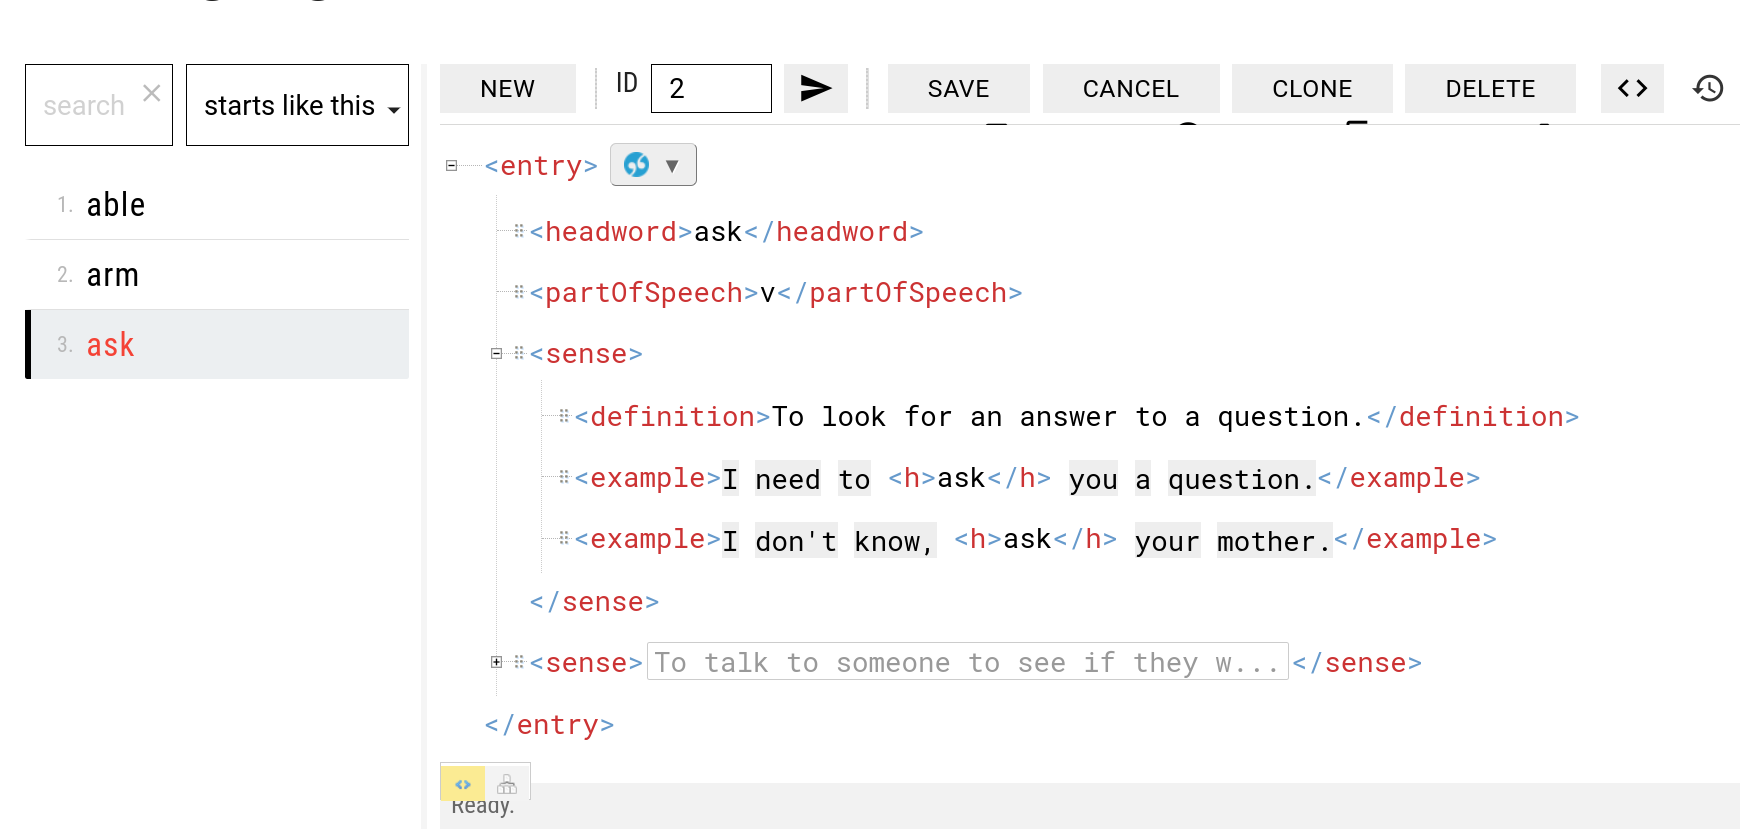 search
starts like this
1. able
2. arm
3. ask
NEW ID 2 SAVE CANCEL CLONE DELETE <>
<entry>
<headword>ask</headword>
<partOfSpeech>v</partOfSpeech>
<sense>
<definition>To look for an answer to a question.</definition>
<example>I need to <h>ask</h> you a question.</example>
<example>I don't know, <h>ask</h> your mother.</example>
</sense>
<sense>To talk to someone to see if they w...</sense>
</entry>
<>
Ready.